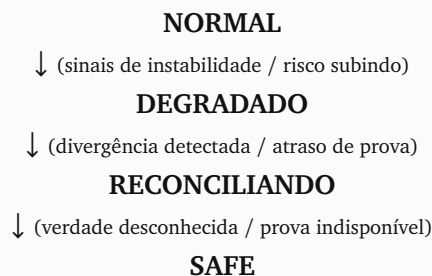 NORMAL
↓ (sinais de instabilidade / risco subindo)
DEGRADADO
↓ (divergência detectada / atraso de prova)
RECONCILIANDO
↓ (verdade desconhecida / prova indisponível)
SAFE